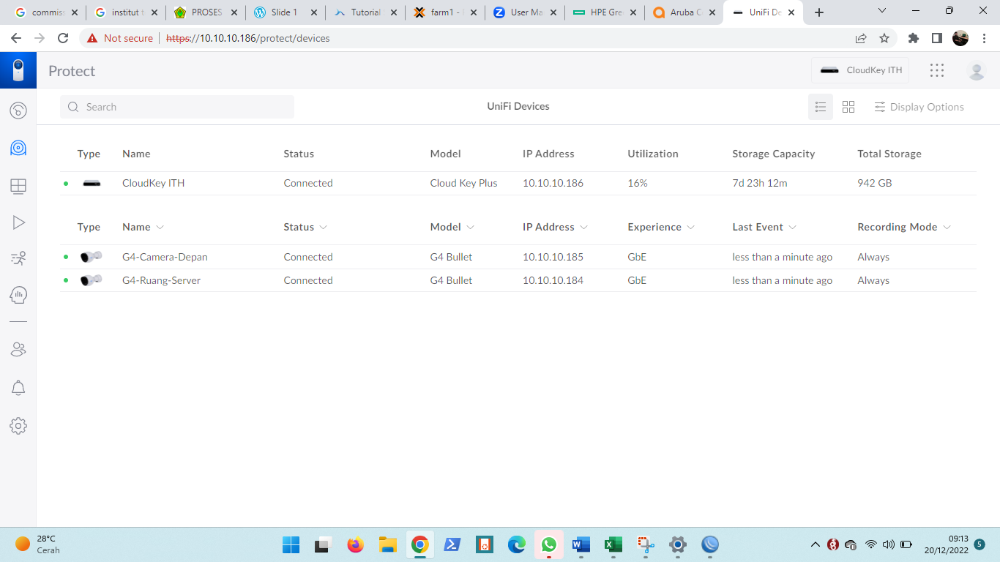 commiss
institut t
PROSES
Slide 1
Tutorial
farm1 -
User Ma
HPE Gre
Aruba C
UniFi De
Not secure
https://10.10.10.186/protect/devices
Protect
CloudKey ITH
Search
UniFi Devices
Display Options
Type Name Status Model IP Address Utilization Storage Capacity Total Storage
CloudKey ITH Connected Cloud Key Plus 10.10.10.186 16% 7d 23h 12m 942 GB
Type Name Status Model IP Address Experience Last Event Recording Mode
G4-Camera-Depan Connected G4 Bullet 10.10.10.185 GbE less than a minute ago Always
G4-Ruang-Server Connected G4 Bullet 10.10.10.184 GbE less than a minute ago Always
28°C
Cerah
09:13
20/12/2022
5